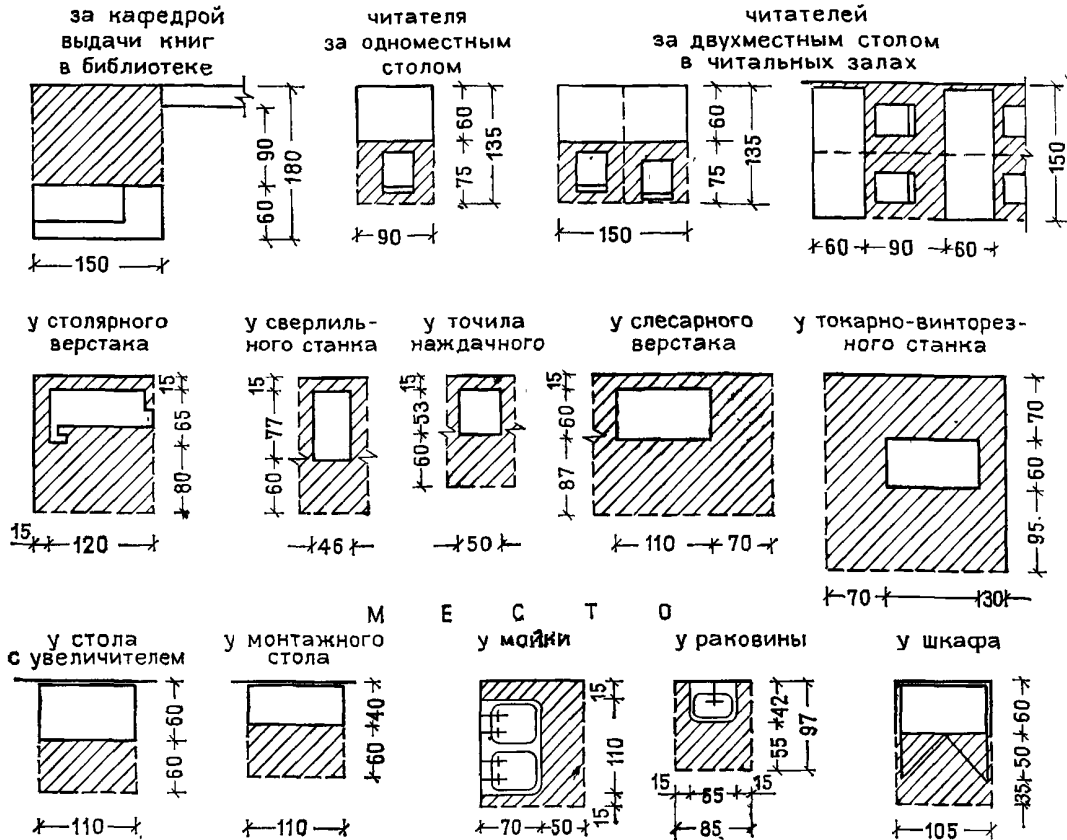 за кафедрой
выдачи книг
в библиотеке
читателя
за одноместным
столом
читателей
за двухместным столом
в читальных залах
60
90
180
150
60
75
135
90
60
75
135
150
150
60
90
60
у столярного
верстака
у сверлиль-
ного станка
у точила
наждачного
у слесарного
верстака
у токарно-винторез-
ного станка
15
65
80
15
120
15
77
60
46
15
53
60
50
15
60
87
110
70
70
60
95
70
30
МЕСТО
у стола
с увеличителем
у монтажного
стола
у мойки
у раковины
у шкафа
60
60
110
40
60
110
15
110
15
70
50
42
55
97
15
55
15
85
60
50
35
105